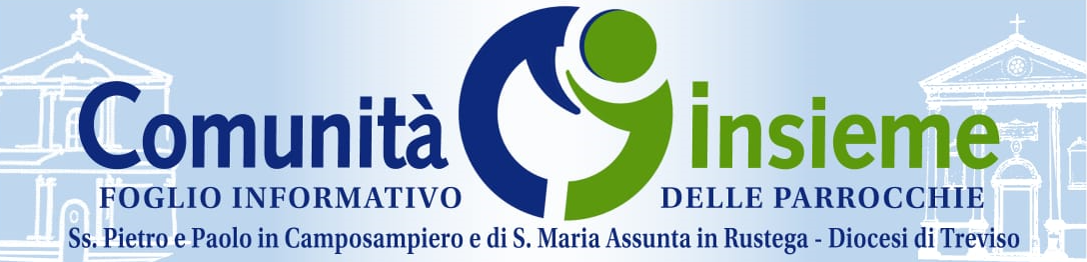 Comunità insieme
FOGLIO INFORMATIVO DELLE PARROCCHIE
Ss. Pietro e Paolo in Camposampiero e di S. Maria Assunta in Rustega - Diocesi di Treviso